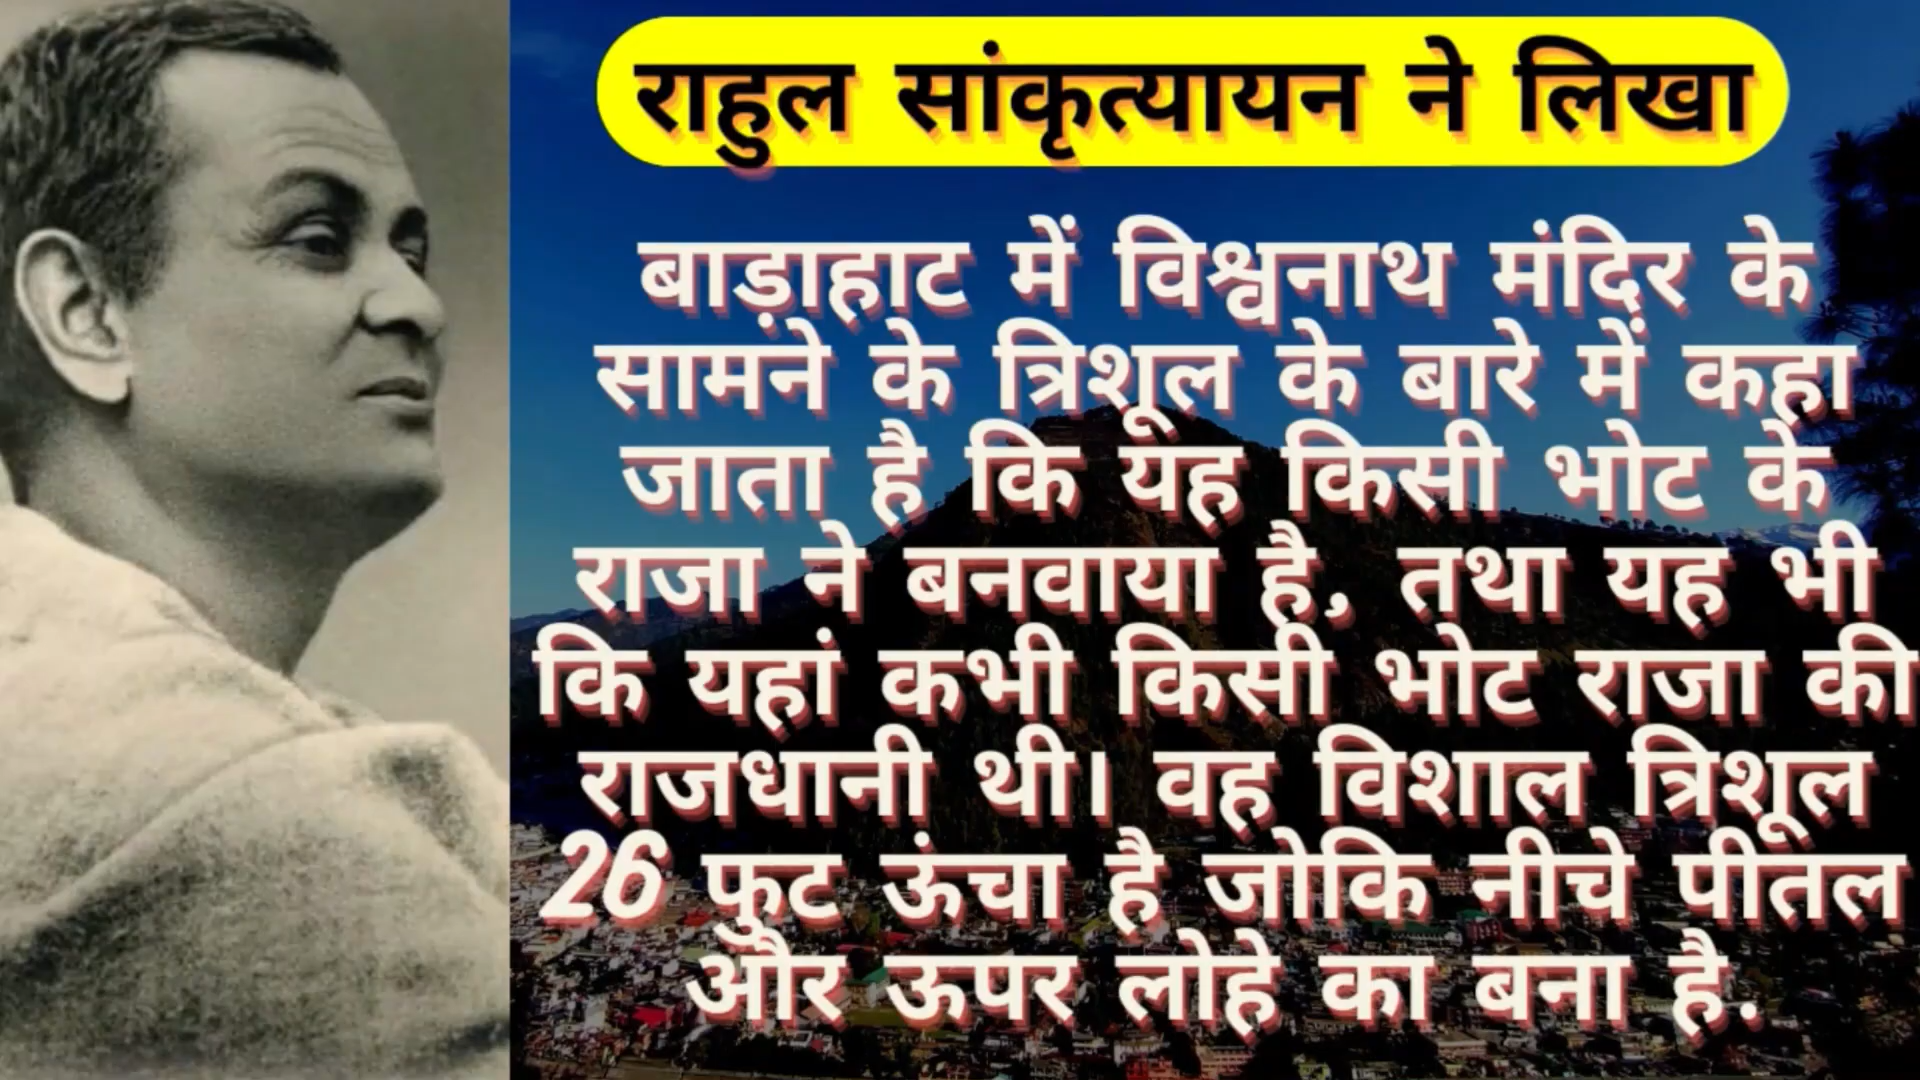 राहुल सांकृत्यायन ने लिखा
बाड़ाहाट में विश्वनाथ मंदिर के
सामने के त्रिशूल के बारे में कहा
जाता है कि यह किसी भोट के
राजा ने बनवाया है, तथा यह भी
कि यहां कभी किसी भोट राजा की
राजधानी थी। वह विशाल त्रिशूल
26 फुट ऊंचा है जोकि नीचे पीतल
और ऊपर लोहे का बना है.